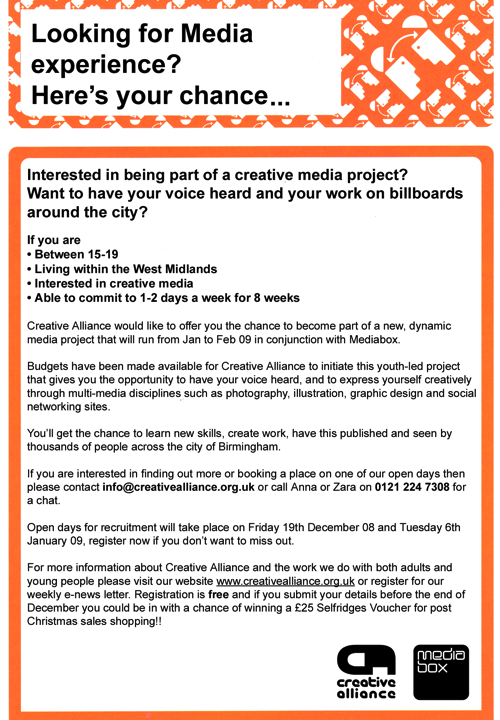 Looking for Media
experience?
Here's your chance...
Interested in being part of a creative media project?
Want to have your voice heard and your work on billboards
around the city?
If you are
• Between 15-19
• Living within the West Midlands
• Interested in creative media
• Able to commit to 1-2 days a week for 8 weeks
Creative Alliance would like to offer you the chance to become part of a new, dynamic
media project that will run from Jan to Feb 09 in conjunction with Mediabox.
Budgets have been made available for Creative Alliance to initiate this youth-led project
that gives you the opportunity to have your voice heard, and to express yourself creatively
through multi-media disciplines such as photography, illustration, graphic design and social
networking sites.
You'll get the chance to learn new skills, create work, have this published and seen by
thousands of people across the city of Birmingham.
If you are interested in finding out more or booking a place on one of our open days then
please contact info@creativealliance.org.uk or call Anna or Zara on 0121 224 7308 for
a chat.
Open days for recruitment will take place on Friday 19th December 08 and Tuesday 6th
January 09, register now if you don't want to miss out.
For more information about Creative Alliance and the work we do with both adults and
young people please visit our website www.creativealliance.org.uk or register for our
weekly e-news letter. Registration is free and if you submit your details before the end of
December you could be in with a chance of winning a £25 Selfridges Voucher for post
Christmas sales shopping!!
creative
alliance
media
box